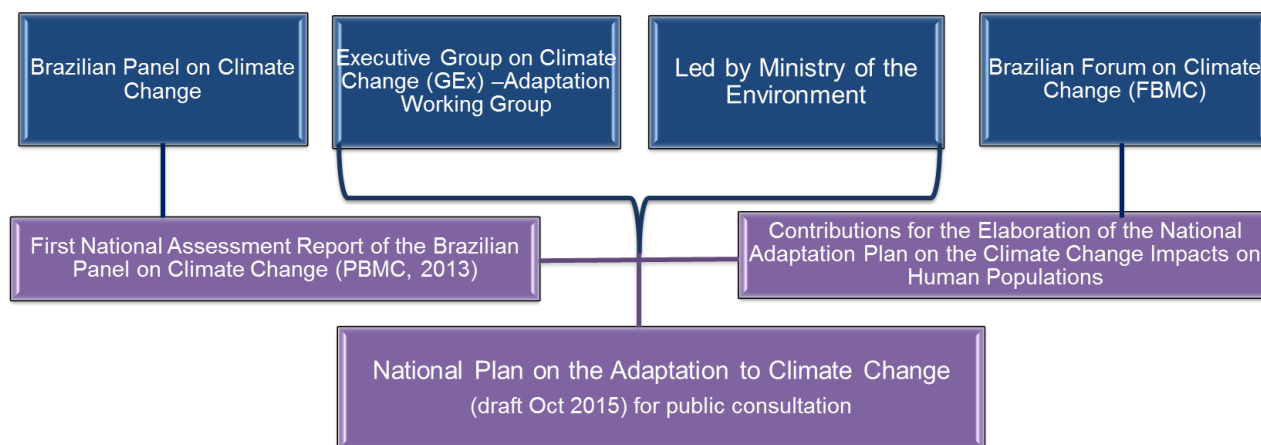 Brazilian Panel on Climate
Change
Executive Group on Climate
Change (GEx) –Adaptation
Working Group
Led by Ministry of the
Environment
Brazilian Forum on Climate
Change (FBMC)
First National Assessment Report of the Brazilian
Panel on Climate Change (PBMC, 2013)
Contributions for the Elaboration of the National
Adaptation Plan on the Climate Change Impacts on
Human Populations
National Plan on the Adaptation to Climate Change
(draft Oct 2015) for public consultation